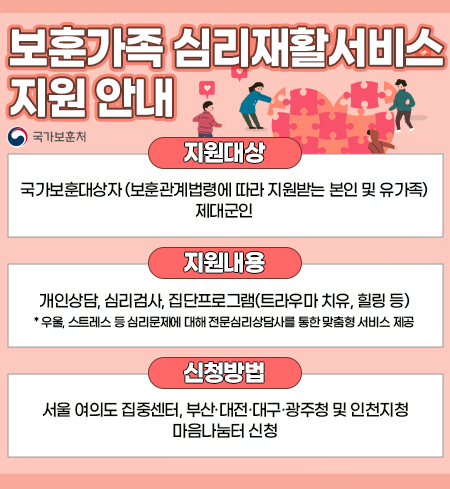 보훈가족 심리재활서비스
지원 안내
국가보훈처
지원대상
국가보훈대상자 (보훈관계법령에 따라 지원받는 본인 및 유가족)
제대군인
지원내용
개인상담, 심리검사, 집단프로그램(트라우마 치유, 힐링 등)
* 우울, 스트레스 등 심리문제에 대해 전문심리상담사를 통한 맞춤형 서비스 제공
신청방법
서울 여의도 집중센터, 부산·대전·대구·광주청 및 인천지청
마음나눔터 신청